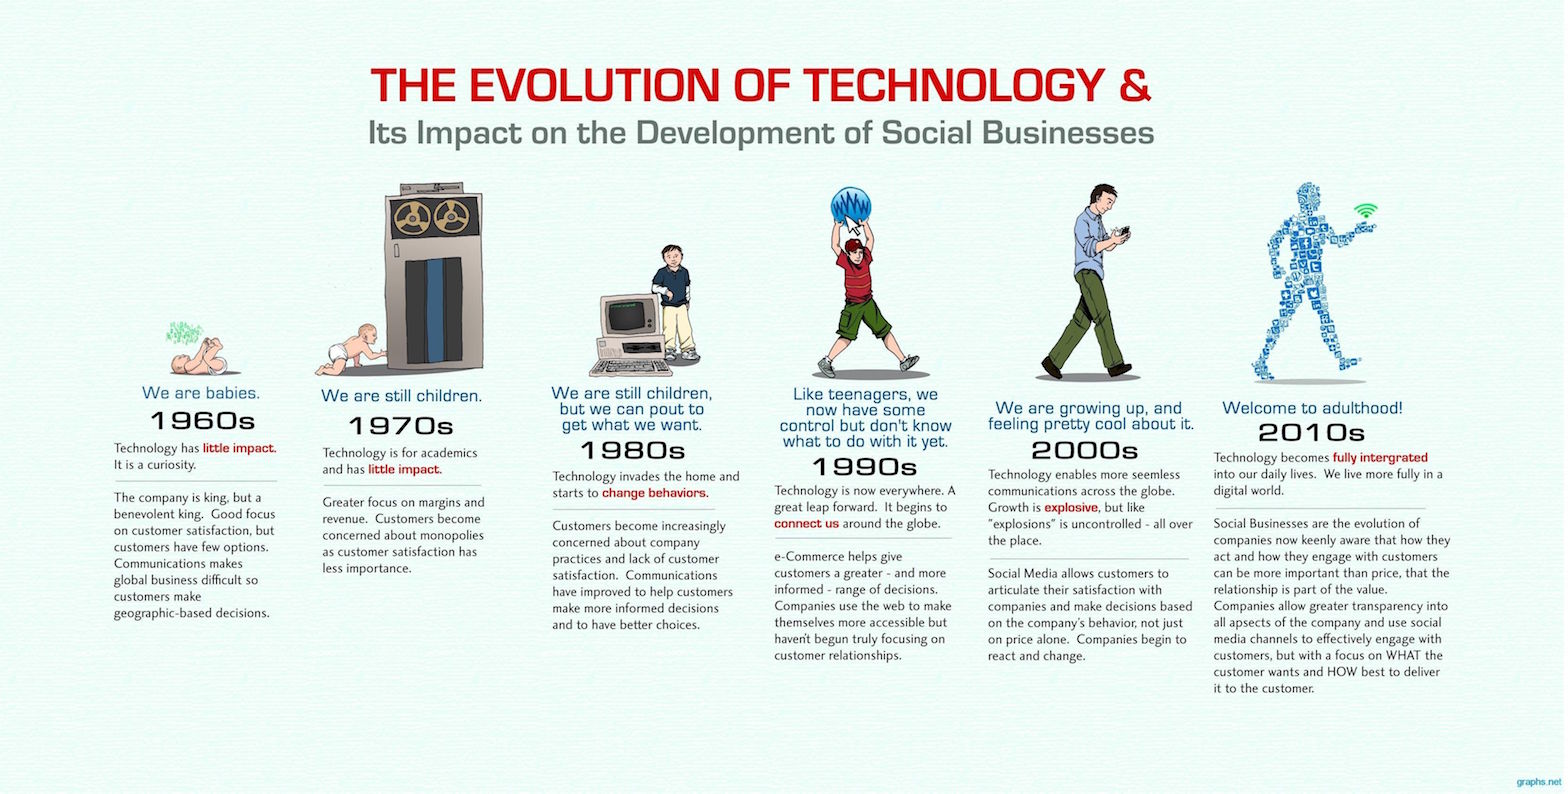 THE EVOLUTION OF TECHNOLOGY &
Its Impact on the Development of Social Businesses
We are babies.
1960s
Technology has little impact.
It is a curiosity.
The company is king, but a
benevolent king. Good focus
on customer satisfaction, but
customers have few options.
Communications makes
global business difficult so
customers make
geographic-based decisions.
We are still children.
1970s
Technology is for academics
and has little impact.
Greater focus on margins and
revenue. Customers become
concerned about monopolies
as customer satisfaction has
less importance.
We are still children,
but we can pout to
get what we want.
1980s
Technology invades the home and
starts to change behaviors.
Customers become increasingly
concerned about company
practices and lack of customer
satisfaction. Communications
have improved to help customers
make more informed decisions
and to have better choices.
Like teenagers, we
now have some
control but don't know
what to do with it yet.
1990s
Technology is now everywhere. A
great leap forward. It begins to
connect us around the globe.
e-Commerce helps give
customers a greater - and more
informed - range of decisions.
Companies use the web to make
themselves more accessible but
haven't begun truly focusing on
customer relationships.
We are growing up, and
feeling pretty cool about it.
2000s
Technology enables more seemless
communications across the globe.
Growth is explosive, but like
"explosions" is uncontrolled - all over
the place.
Social Media allows customers to
articulate their satisfaction with
companies and make decisions based
on the company's behavior, not just
on price alone. Companies begin to
react and change.
Welcome to adulthood!
2010s
Technology becomes fully intergrated
into our daily lives. We live more fully in a
digital world.
Social Businesses are the evolution of
companies now keenly aware that how they
act and how they engage with customers
can be more important than price, that the
relationship is part of the value.
Companies allow greater transparency into
all apsects of the company and use social
media channels to effectively engage with
customers, but with a focus on WHAT the
customer wants and HOW best to deliver
it to the customer.
graphs.net